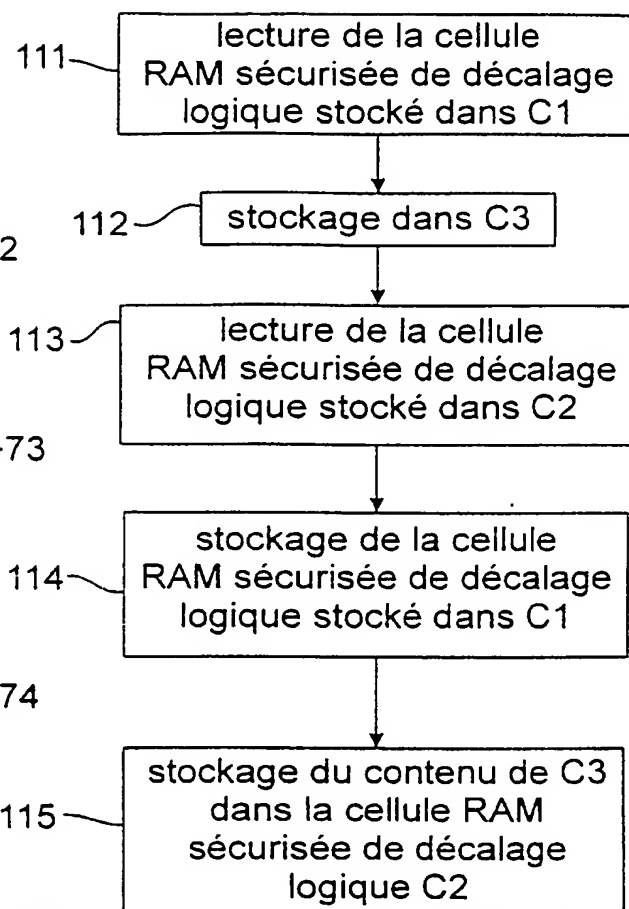 111
lecture de la cellule
RAM sécurisée de décalage
logique stocké dans C1
112
stockage dans C3
2
113
lecture de la cellule
RAM sécurisée de décalage
logique stocké dans C2
73
114
stockage de la cellule
RAM sécurisée de décalage
logique stocké dans C1
74
115
stockage du contenu de C3
dans la cellule RAM
sécurisée de décalage
logique C2